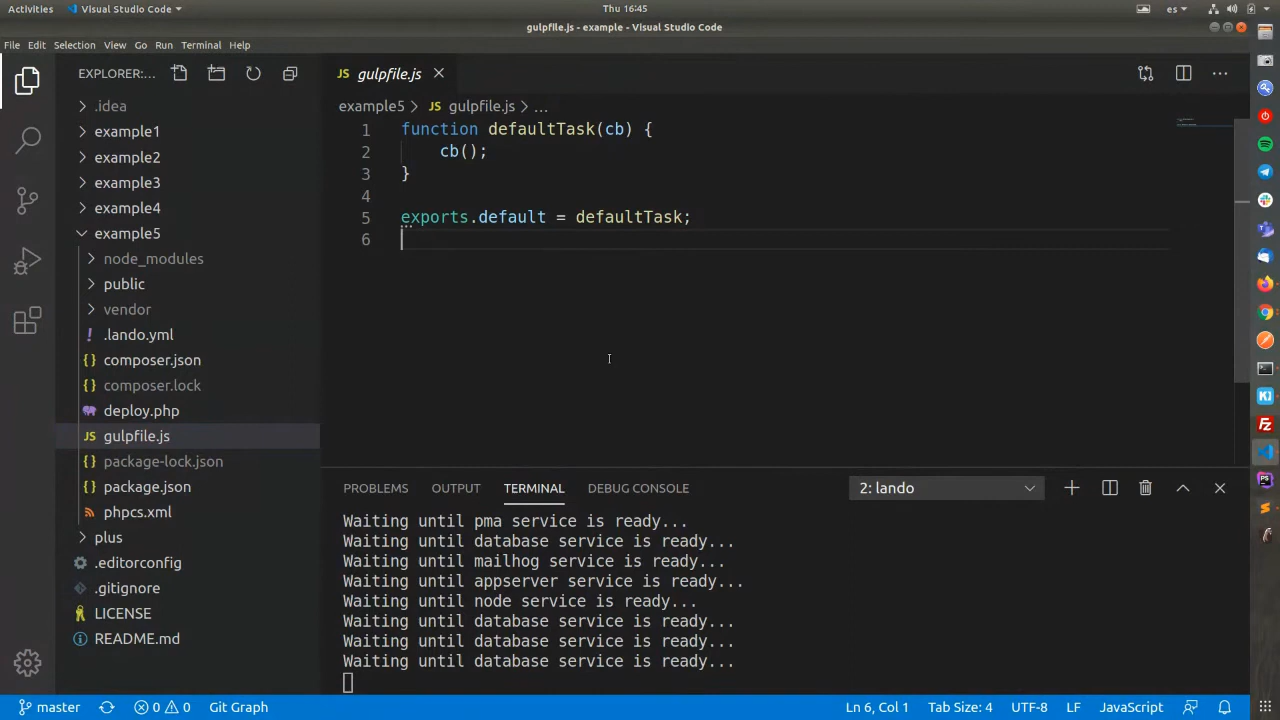 Activities Visual Studio Code Thu 16:45 es
gulpfile.js - example - Visual Studio Code
File Edit Selection View Go Run Terminal Help
EXPLORER:...
.idea
example1
example2
example3
example4
example5
node_modules
public
vendor
! .lando.yml
{} composer.json
{} composer.lock
deploy.php
JS gulpfile.js
{} package-lock.json
{} package.json
phpcs.xml
plus
.editorconfig
.gitignore
LICENSE
README.md
JS gulpfile.js
example5 > JS gulpfile.js > ...
1 function defaultTask(cb) {
2 cb();
3 }
4
5 exports.default = defaultTask;
6
PROBLEMS OUTPUT TERMINAL DEBUG CONSOLE 2: lando
Waiting until pma service is ready...
Waiting until database service is ready...
Waiting until mailhog service is ready...
Waiting until appserver service is ready...
Waiting until node service is ready...
Waiting until database service is ready...
Waiting until database service is ready...
Waiting until database service is ready...
master 0 0 Git Graph Ln 6, Col 1 Tab Size: 4 UTF-8 LF JavaScript